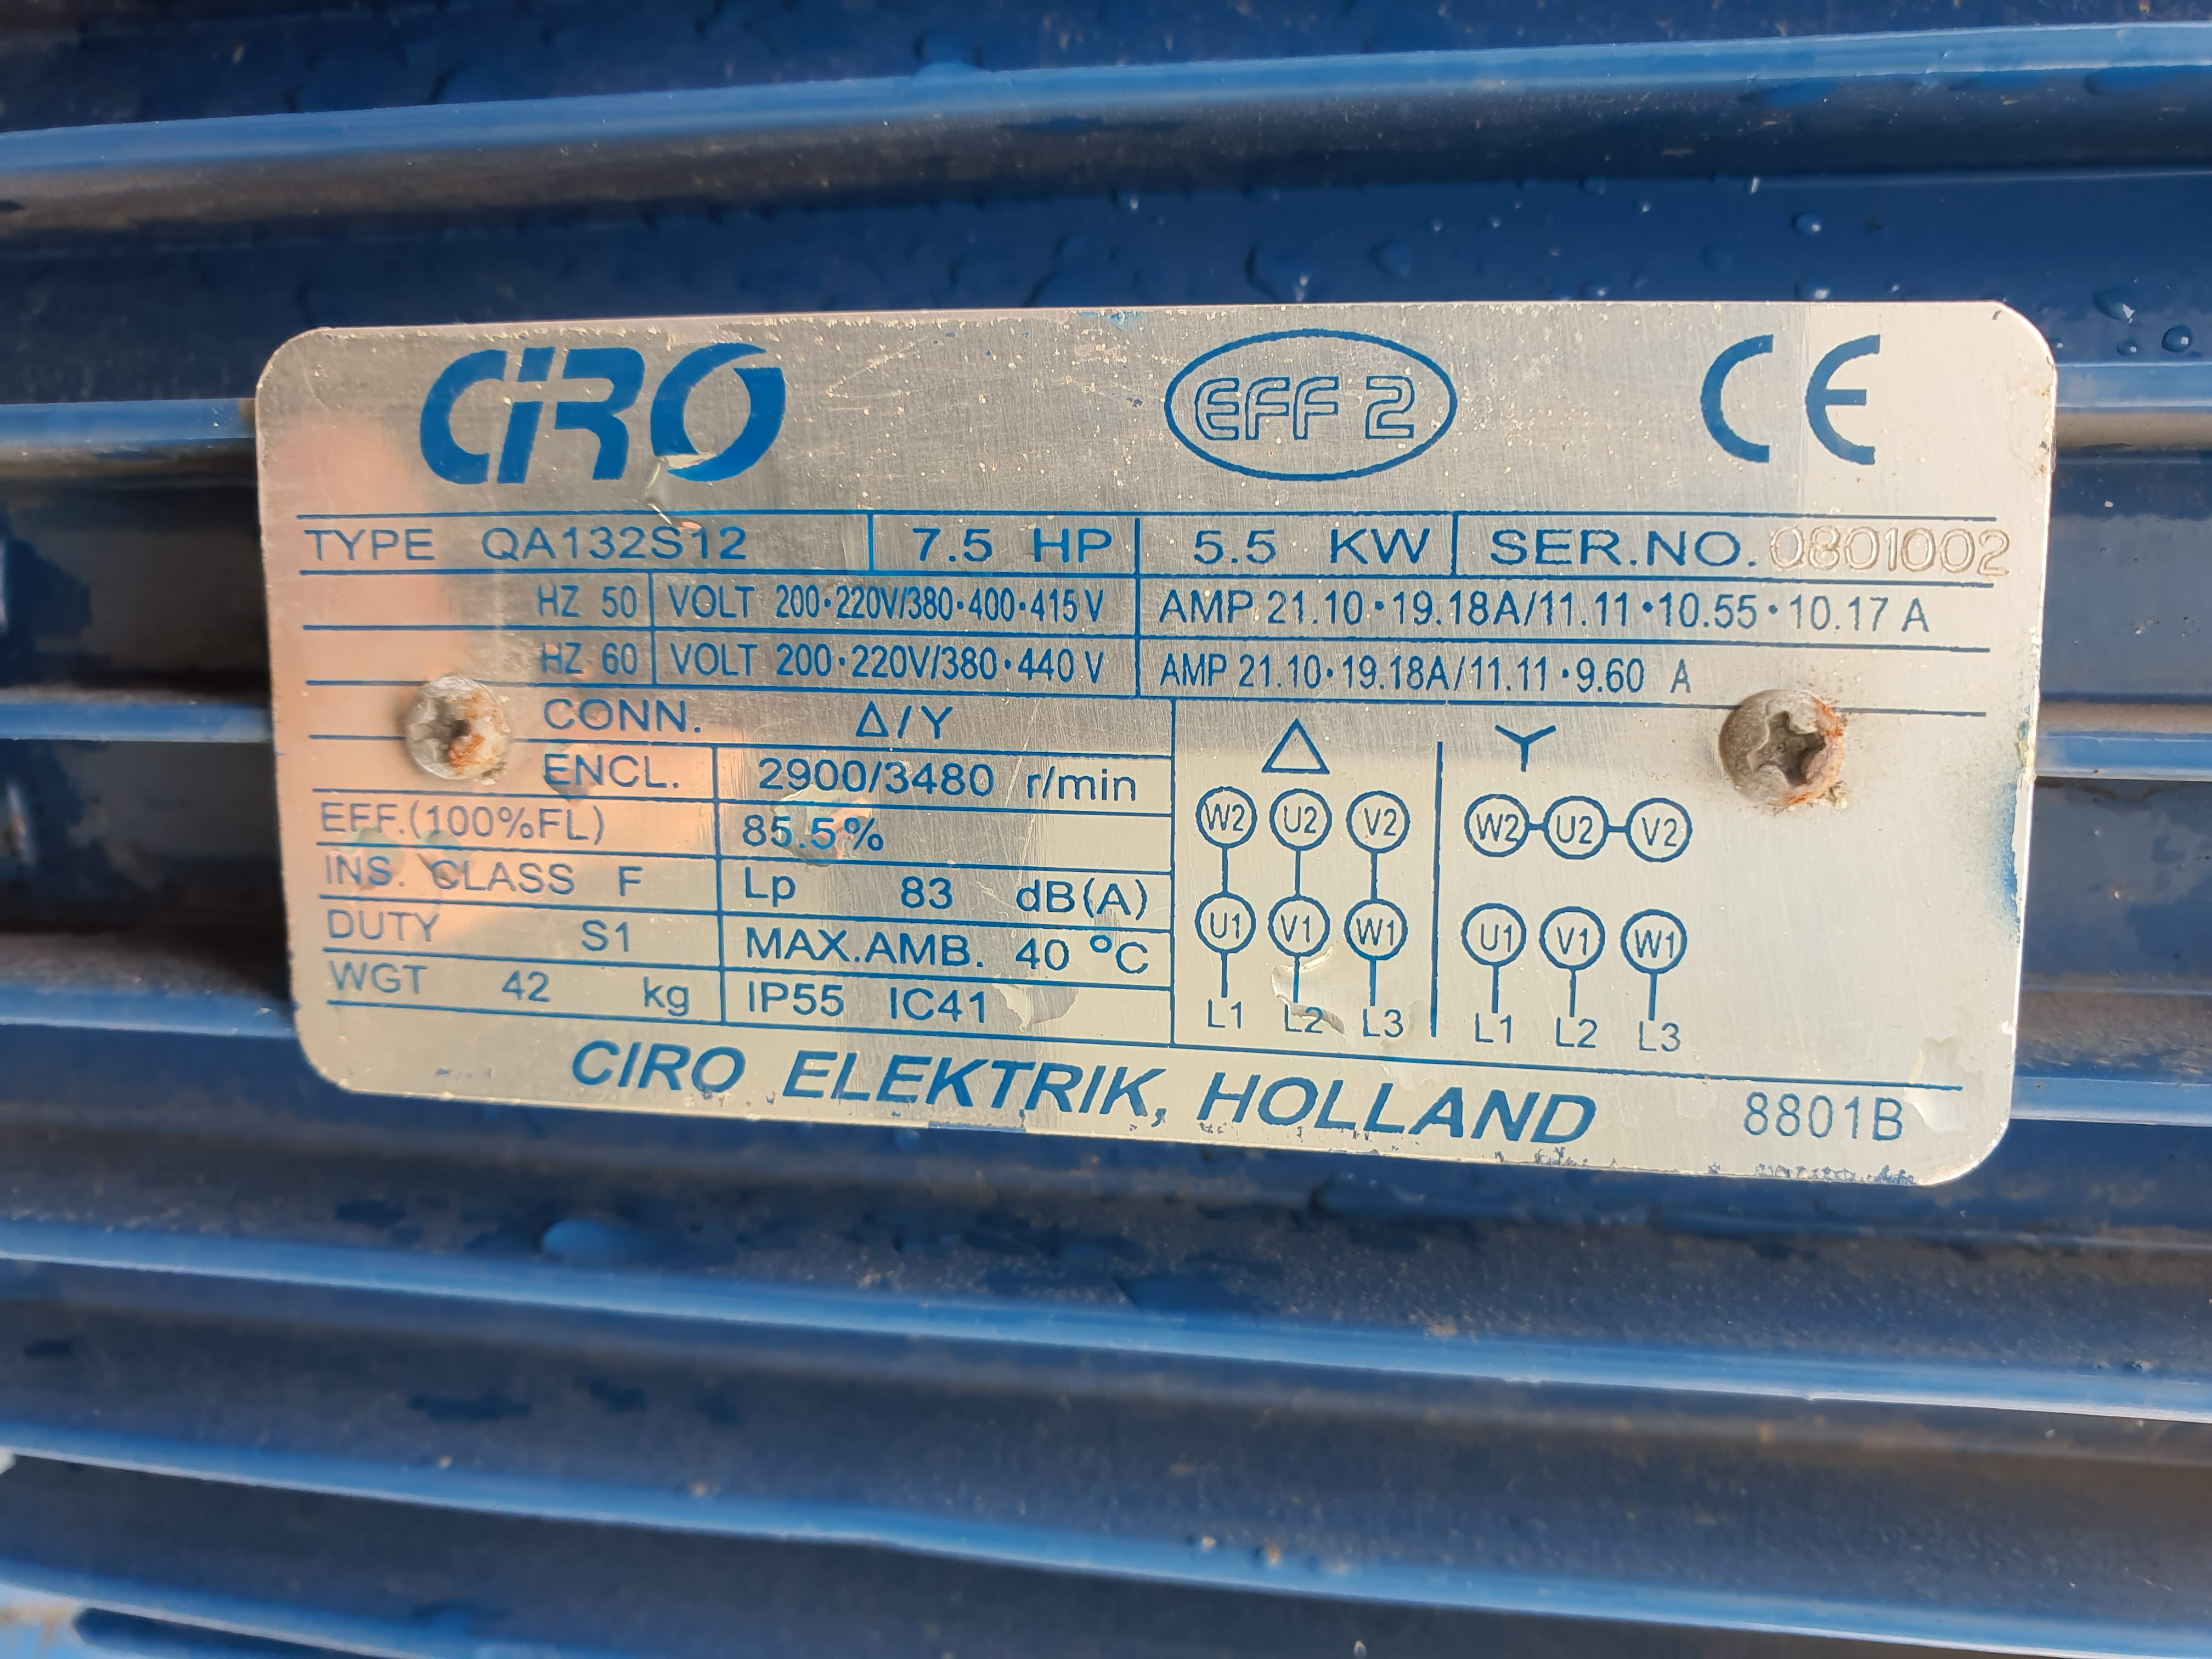 CIRO EFF 2 CE
TYPE QA132S12 7.5 HP 5.5 KW SER.NO. 0801002
HZ 50 VOLT 200·220V/380·400·415 V AMP 21.10·19.18A/11.11·10.55·10.17 A
HZ 60 VOLT 200·220V/380·440 V AMP 21.10·19.18A/11.11·9.60 A
CONN. Δ/Y
ENCL. 2900/3480 r/min
EFF.(100%FL) 85.5%
INS. CLASS F Lp 83 dB(A)
DUTY S1 MAX.AMB. 40 °C
WGT 42 kg IP55 IC41
Δ Y
W2 U2 V2 W2 U2 V2
U1 V1 W1 U1 V1 W1
L1 L2 L3 L1 L2 L3
CIRO ELEKTRIK, HOLLAND 8801B